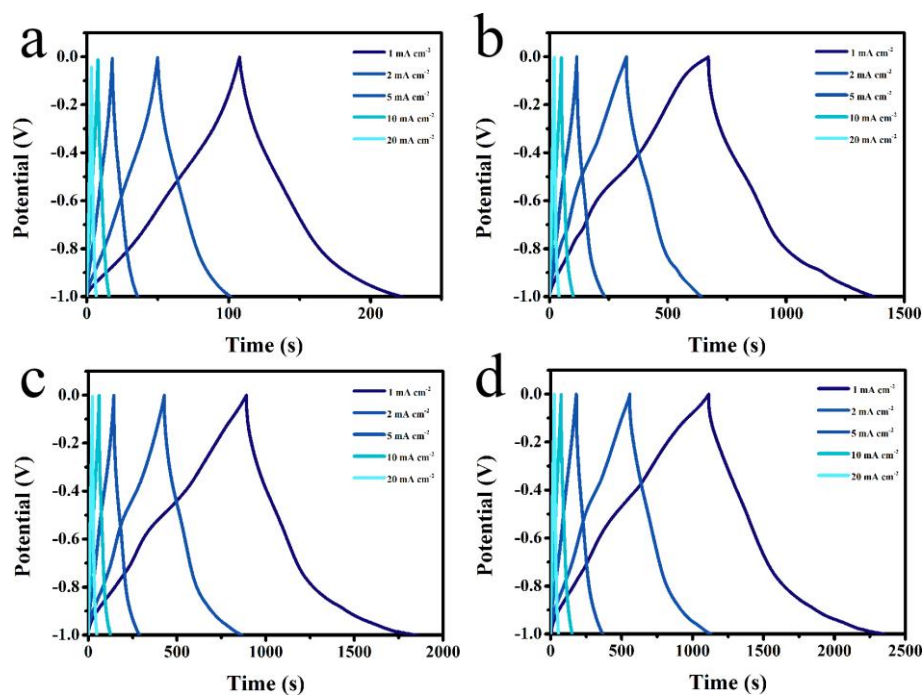 a
1 mA cm⁻²
2 mA cm⁻²
5 mA cm⁻²
10 mA cm⁻²
20 mA cm⁻²
Potential (V)
0.0
-0.2
-0.4
-0.6
-0.8
-1.0
0
100
200
Time (s)
b
1 mA cm⁻²
2 mA cm⁻²
5 mA cm⁻²
10 mA cm⁻²
20 mA cm⁻²
Potential (V)
0.0
-0.2
-0.4
-0.6
-0.8
-1.0
0
500
1000
1500
Time (s)
c
1 mA cm⁻²
2 mA cm⁻²
5 mA cm⁻²
10 mA cm⁻²
20 mA cm⁻²
Potential (V)
0.0
-0.2
-0.4
-0.6
-0.8
-1.0
0
500
1000
1500
2000
Time (s)
d
1 mA cm⁻²
2 mA cm⁻²
5 mA cm⁻²
10 mA cm⁻²
20 mA cm⁻²
Potential (V)
0.0
-0.2
-0.4
-0.6
-0.8
-1.0
0
500
1000
1500
2000
2500
Time (s)